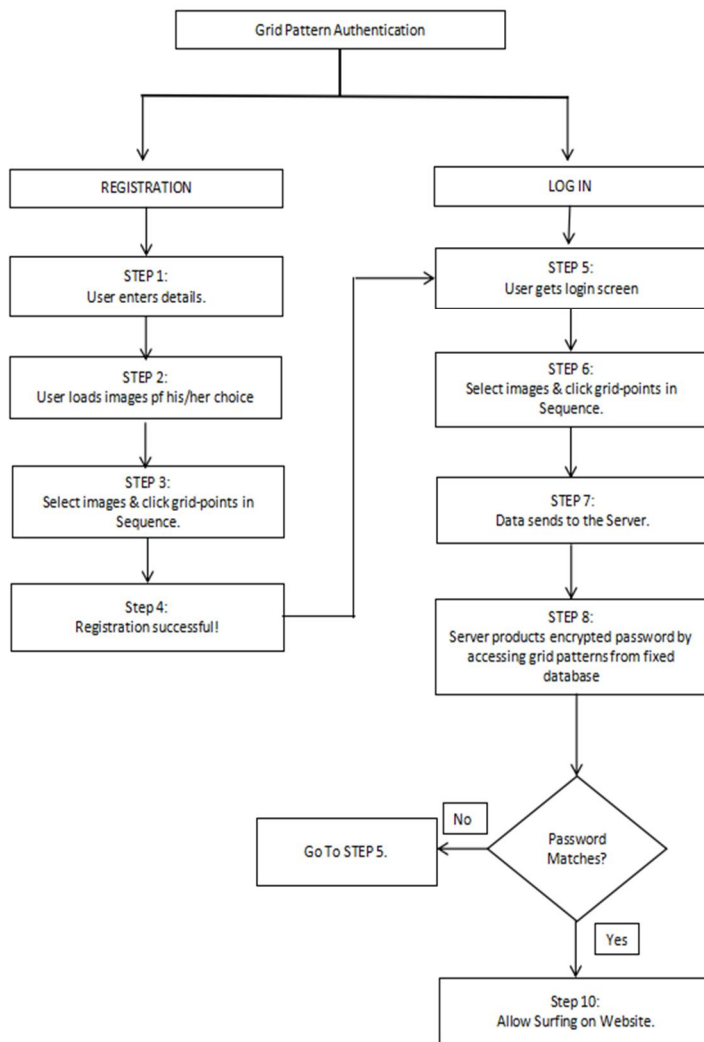 Grid Pattern Authentication
REGISTRATION
STEP 1:
User enters details.
STEP 2:
User loads images pf his/her choice
STEP 3:
Select images & click grid-points in
Sequence.
Step 4:
Registration successful!
LOG IN
STEP 5:
User gets login screen
STEP 6:
Select images & click grid-points in
Sequence.
STEP 7:
Data sends to the Server.
STEP 8:
Server products encrypted password by
accessing grid patterns from fixed
database
Password
Matches?
No
Go To STEP 5.
Yes
Step 10:
Allow Surfing on Website.